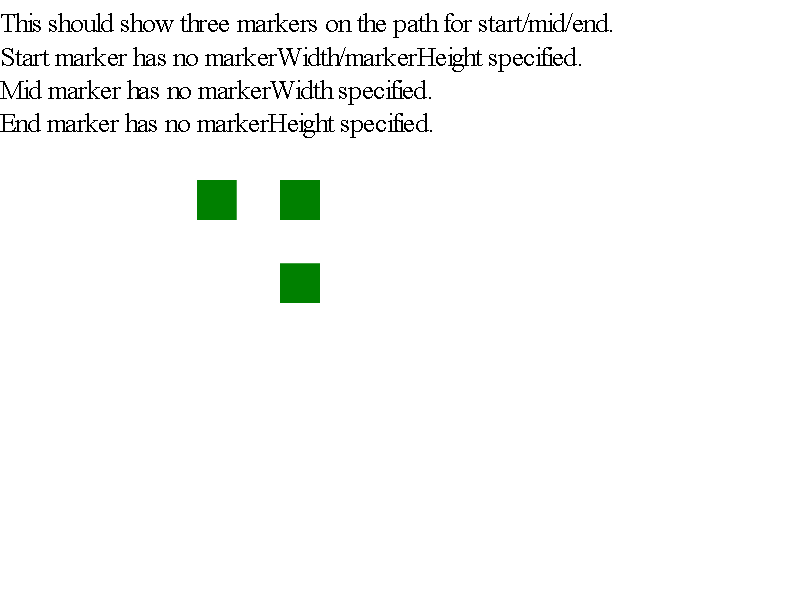 This should show three markers on the path for start/mid/end.
Start marker has no markerWidth/markerHeight specified.
Mid marker has no markerWidth specified.
End marker has no markerHeight specified.